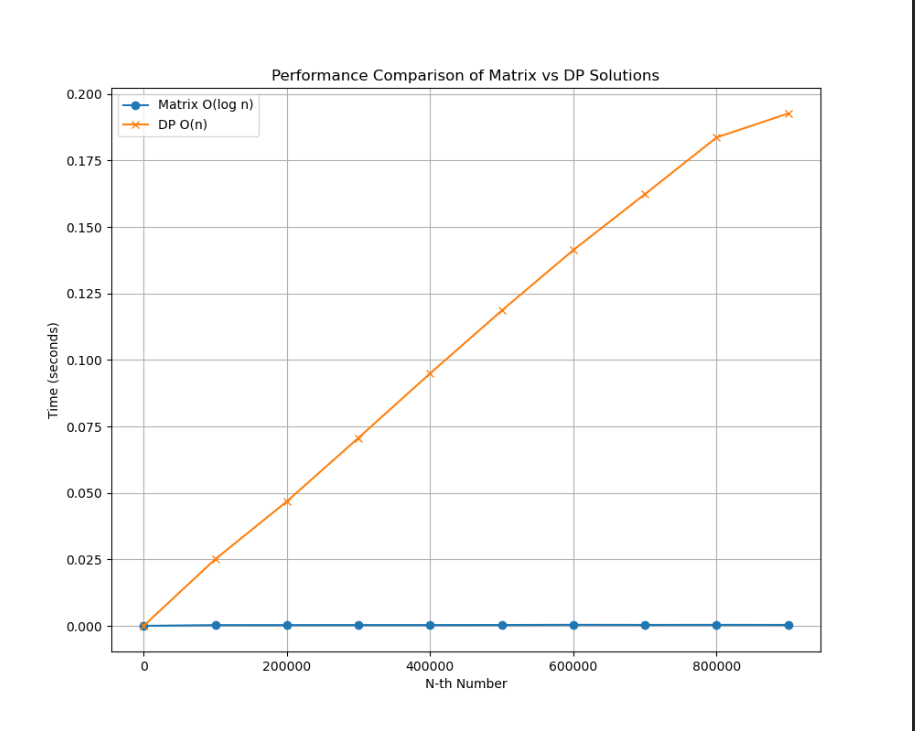 Performance Comparison of Matrix vs DP Solutions
0.200
Matrix O(log n)
DP O(n)
0.175
0.150
0.125
0.100
0.075
0.050
0.025
0.000
Time (seconds)
0 200000 400000 600000 800000
N-th Number